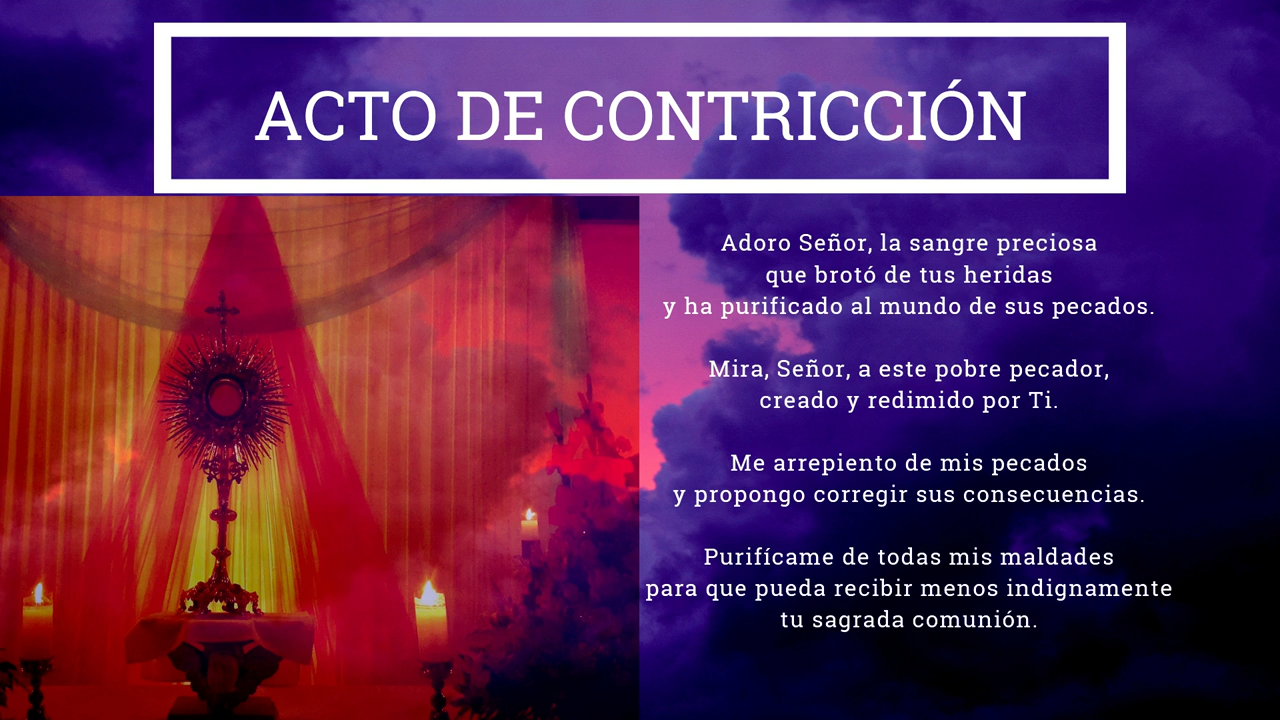 ACTO DE CONTRICCIÓN
Adoro Señor, la sangre preciosa
que brotó de tus heridas
y ha purificado al mundo de sus pecados.
Mira, Señor, a este pobre pecador,
creado y redimido por Ti.
Me arrepiento de mis pecados
y propongo corregir sus consecuencias.
Purifícame de todas mis maldades
para que pueda recibir menos indignamente
tu sagrada comunión.